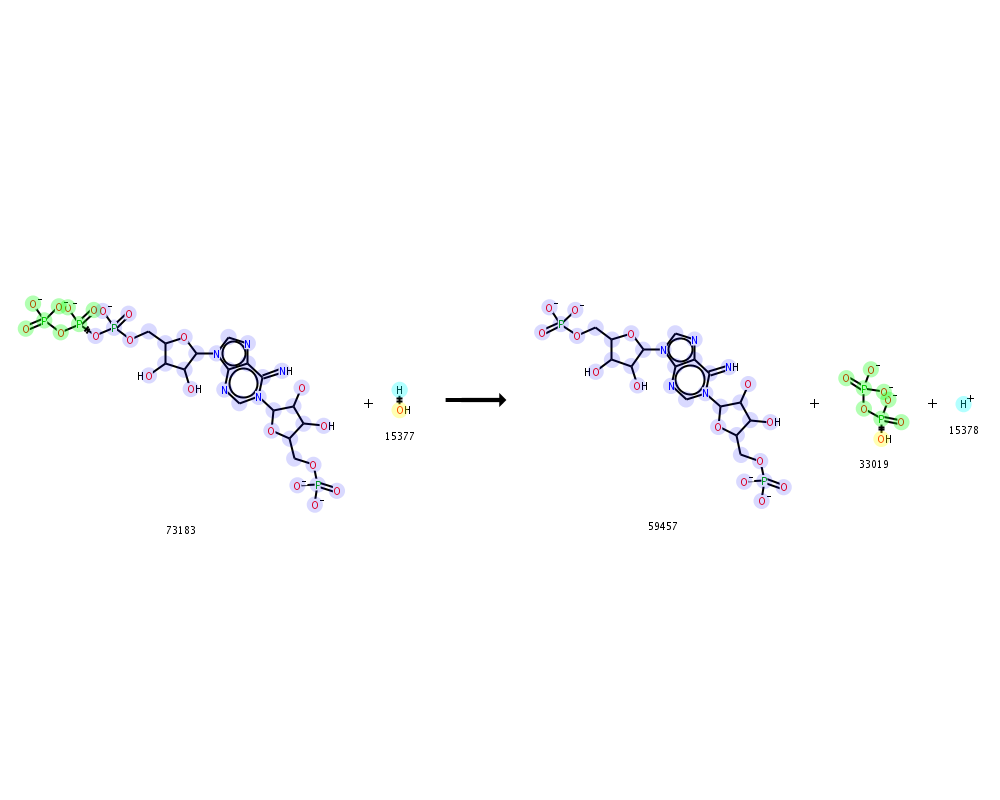 O⁻ O⁻ O⁻ O O⁻ O
O P O P O P O O
HO OH N N N N NH
O O OH O
O⁻ P O O⁻
73183
+
H
OH
15377
O⁻ O⁻ O P O O
HO OH N N N N NH
O O OH O
O⁻ P O O⁻
59457
+
O P O⁻ O⁻ O P O
OH
33019
+
H⁺
15378